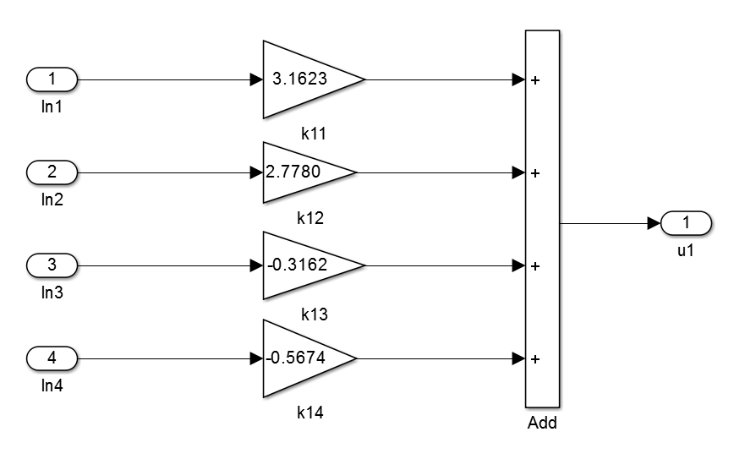 1
In1
3.1623
k11
+
2
In2
2.7780
k12
+
3
In3
-0.3162
k13
+
4
In4
-0.5674
k14
+
Add
1
u1